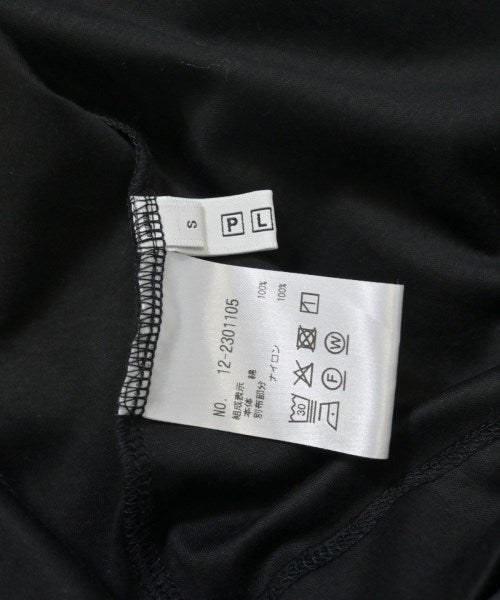 S
P L
NO. 12-2301105
組成表示
本体 綿 100%
別布部分 ナイロン 100%
30
F
W
1